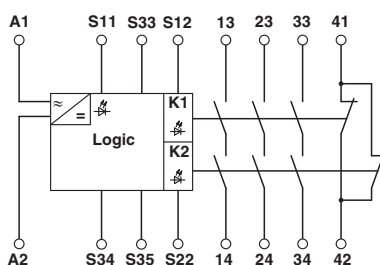 A1 S11 S33 S12 13 23 33 41
≈ K1
=
Logic
K2
A2 S34 S35 S22 14 24 34 42